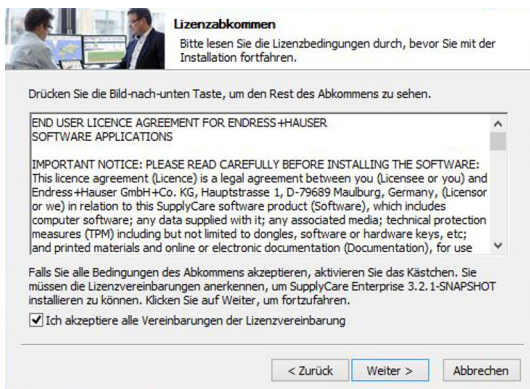 Lizenzabkommen
Bitte lesen Sie die Lizenzbedingungen durch, bevor Sie mit der
Installation fortfahren.
Drücken Sie die Bild-nach-unten Taste, um den Rest des Abkommens zu sehen.
END USER LICENCE AGREEMENT FOR ENDRESS+HAUSER
SOFTWARE APPLICATIONS
IMPORTANT NOTICE: PLEASE READ CAREFULLY BEFORE INSTALLING THE SOFTWARE:
This licence agreement (Licence) is a legal agreement between you (Licensee or you) and
Endress+Hauser GmbH+Co. KG, Hauptstrasse 1, D-79689 Maulburg, Germany, (Licensor
or we) in relation to this SupplyCare software product (Software), which includes
computer software; any data supplied with it; any associated media; technical protection
measures (TPM) including but not limited to dongles, software or hardware keys, etc;
and printed materials and online or electronic documentation (Documentation), for use
Falls Sie alle Bedingungen des Abkommens akzeptieren, aktivieren Sie das Kästchen. Sie
müssen die Lizenzvereinbarungen anerkennen, um SupplyCare Enterprise 3.2.1-SNAPSHOT
installieren zu können. Klicken Sie auf Weiter, um fortzufahren.
Ich akzeptiere alle Vereinbarungen der Lizenzvereinbarung
< Zurück
Weiter >
Abbrechen